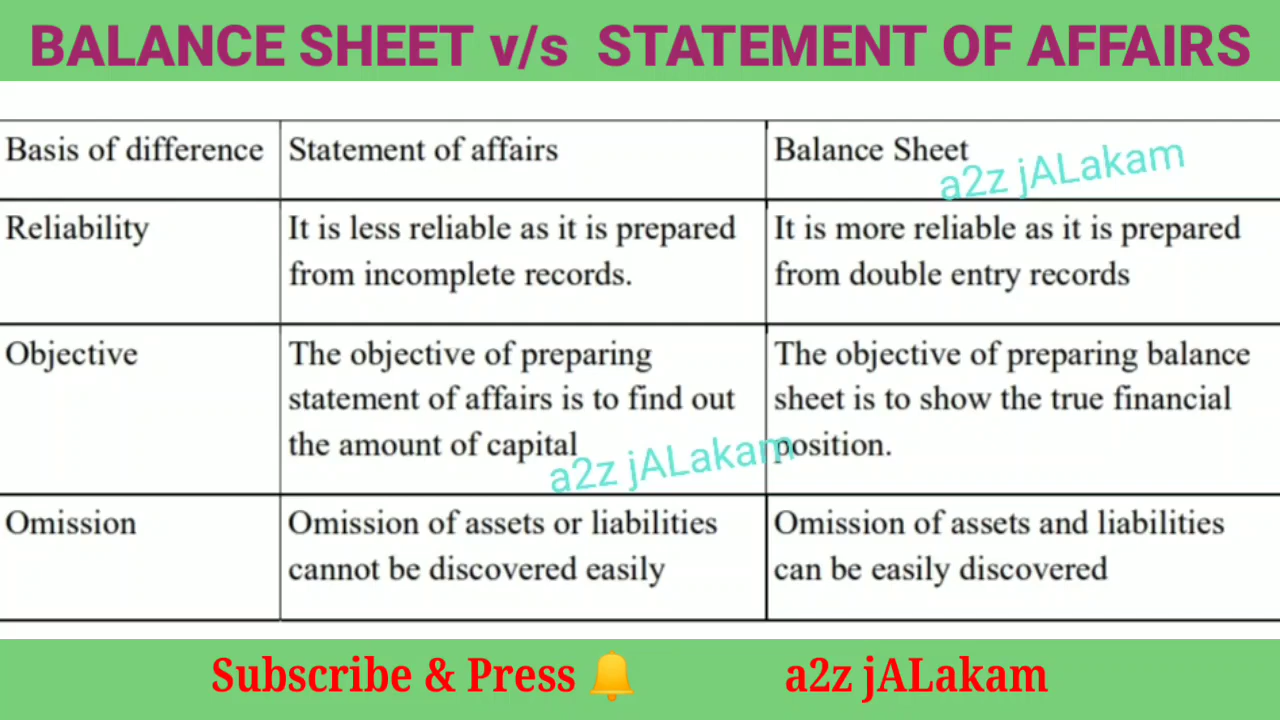 BALANCE SHEET v/s STATEMENT OF AFFAIRS
Basis of difference
Statement of affairs
Balance Sheet
a2z jALakam
Reliability
It is less reliable as it is prepared
from incomplete records.
It is more reliable as it is prepared
from double entry records
Objective
The objective of preparing
statement of affairs is to find out
the amount of capital
The objective of preparing balance
sheet is to show the true financial
position.
a2z jALakam
Omission
Omission of assets or liabilities
cannot be discovered easily
Omission of assets and liabilities
can be easily discovered
Subscribe & Press 🔔 a2z jALakam